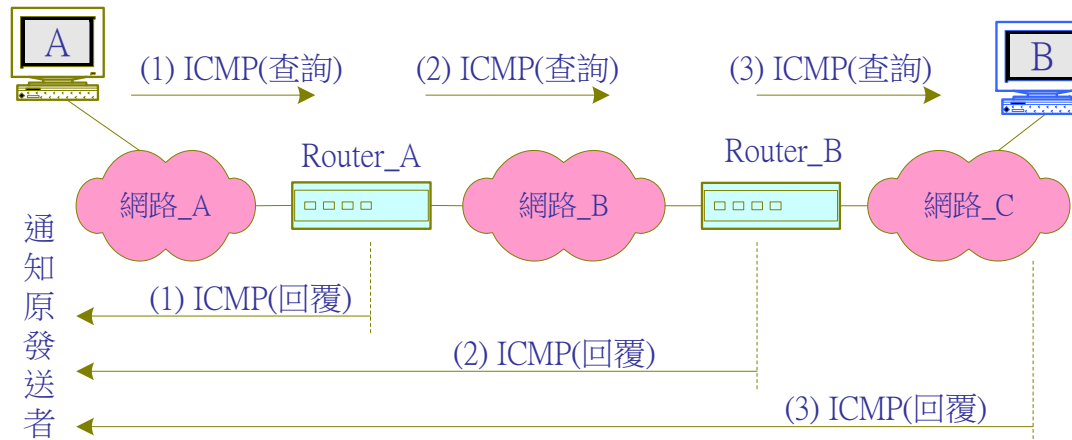 A
B
(1) ICMP(查詢)
(2) ICMP(查詢)
(3) ICMP(查詢)
Router_A
Router_B
網路_A
網路_B
網路_C
通知原發送者
(1) ICMP(回覆)
(2) ICMP(回覆)
(3) ICMP(回覆)